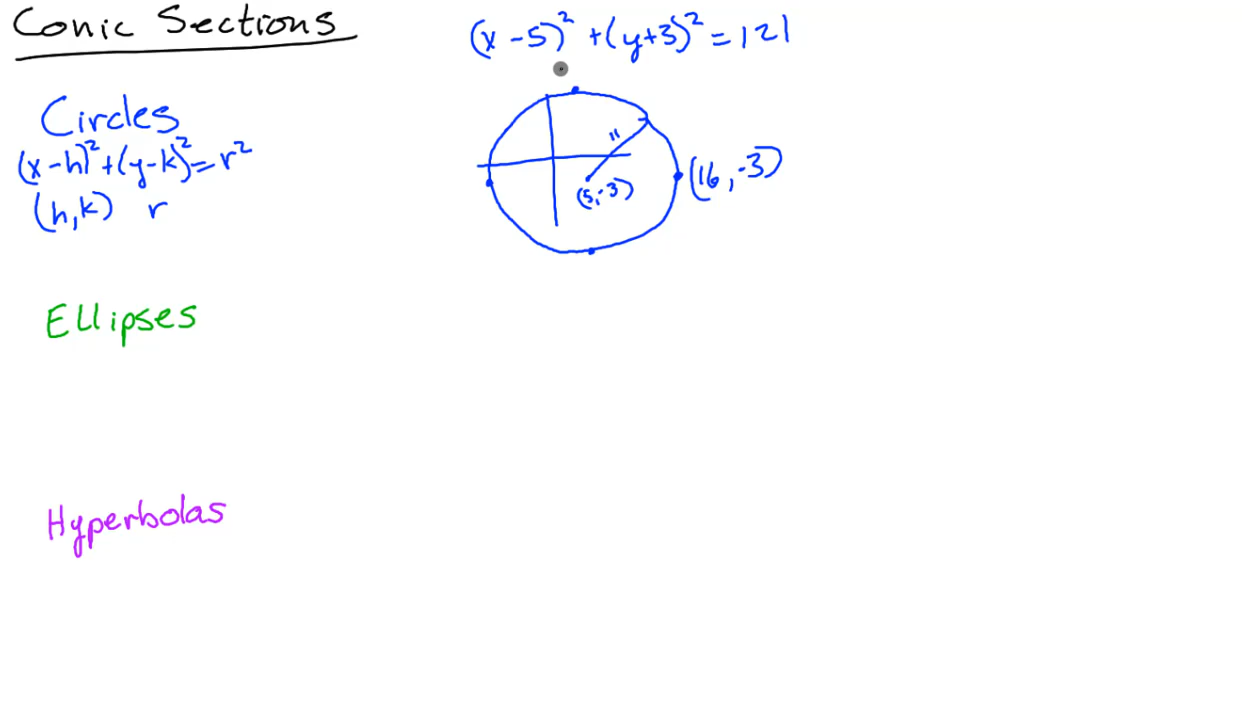 Conic Sections
(x-5)² + (y+3)² = 121
Circles
(x-h)² + (y-k)² = r²
(h,k) r
11
(5,-3)
(16,-3)
Ellipses
Hyperbolas